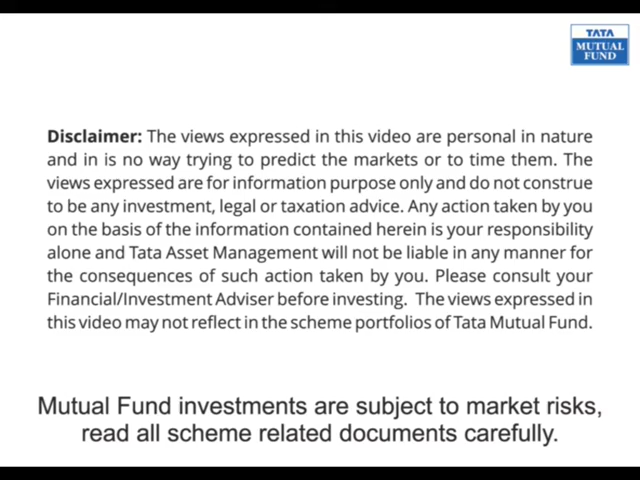 TATA
MUTUAL
FUND
Disclaimer: The views expressed in this video are personal in nature
and in is no way trying to predict the markets or to time them. The
views expressed are for information purpose only and do not construe
to be any investment, legal or taxation advice. Any action taken by you
on the basis of the information contained herein is your responsibility
alone and Tata Asset Management will not be liable in any manner for
the consequences of such action taken by you. Please consult your
Financial/Investment Adviser before investing. The views expressed in
this video may not reflect in the scheme portfolios of Tata Mutual Fund.
Mutual Fund investments are subject to market risks,
read all scheme related documents carefully.